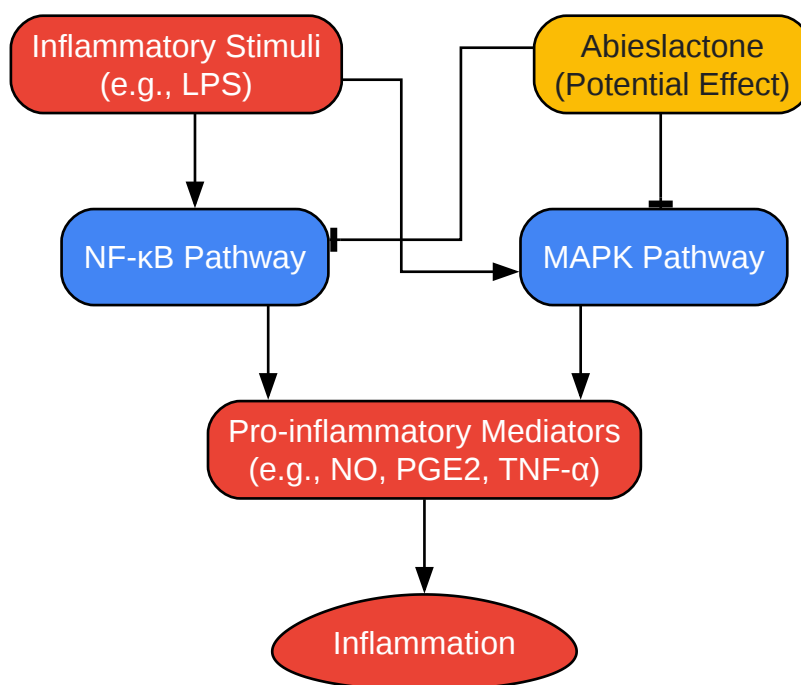 Inflammatory Stimuli
(e.g., LPS)
Abieslactone
(Potential Effect)
NF-κB Pathway
MAPK Pathway
Pro-inflammatory Mediators
(e.g., NO, PGE2, TNF-α)
Inflammation